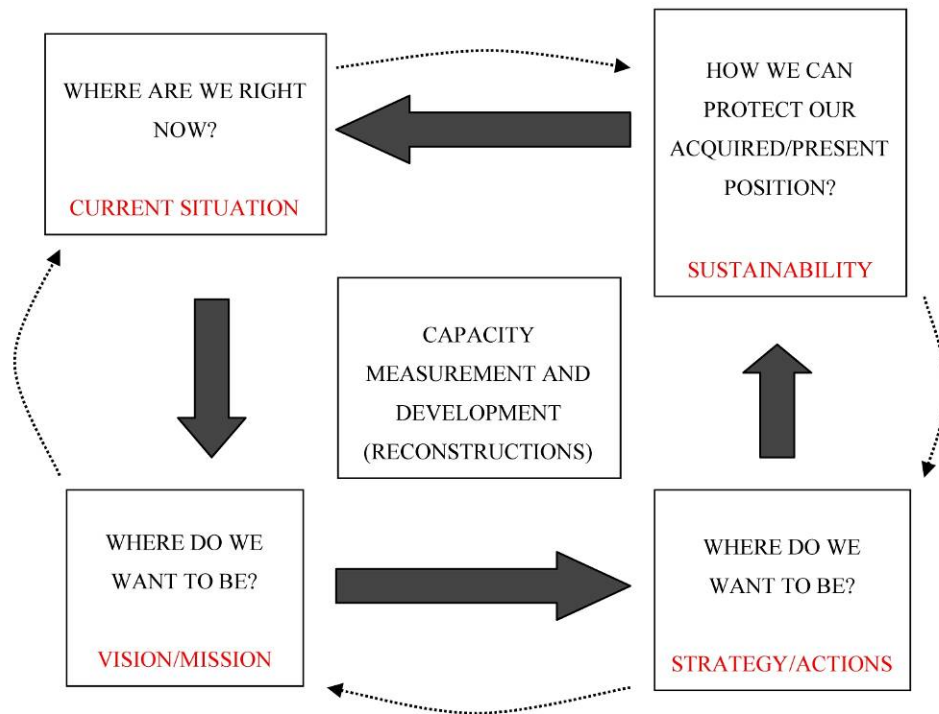 WHERE ARE WE RIGHT
NOW?
CURRENT SITUATION
HOW WE CAN
PROTECT OUR
ACQUIRED/PRESENT
POSITION?
SUSTAINABILITY
CAPACITY
MEASUREMENT AND
DEVELOPMENT
(RECONSTRUCTIONS)
WHERE DO WE
WANT TO BE?
VISION/MISSION
WHERE DO WE
WANT TO BE?
STRATEGY/ACTIONS